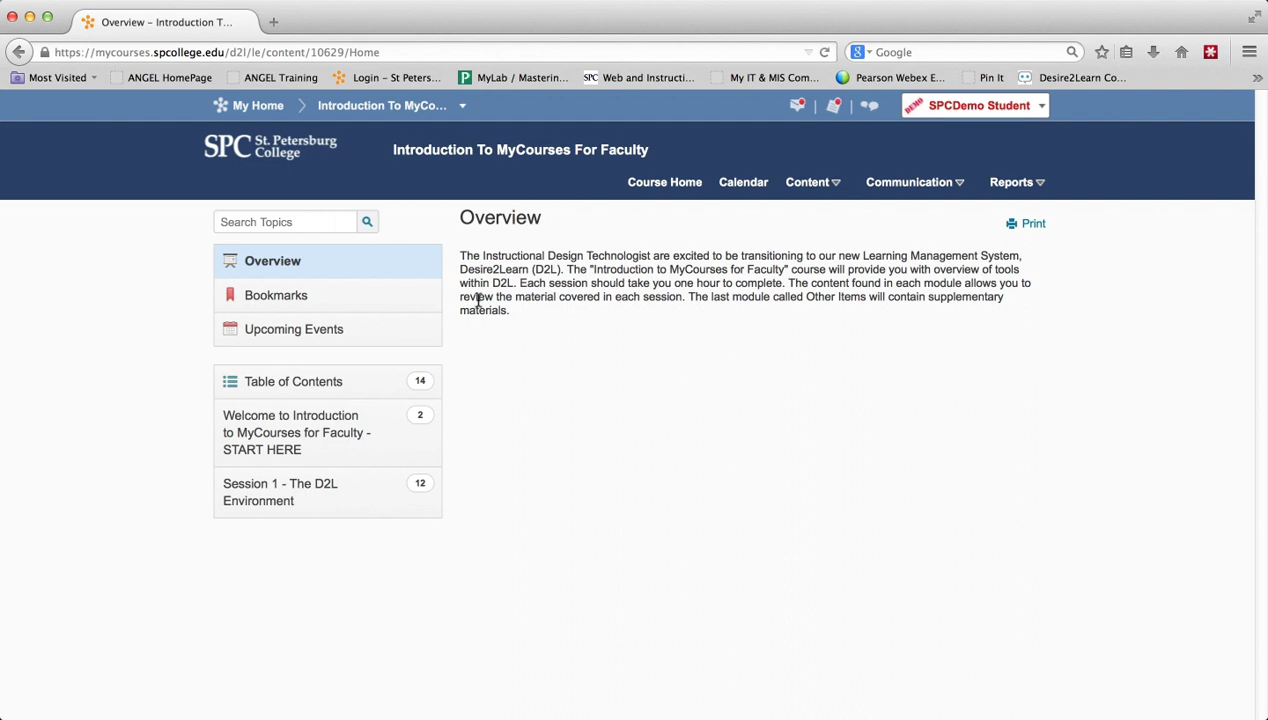 Overview – Introduction T...
https://mycourses.spcollege.edu/d2l/le/content/10629/Home
Google
Most Visited
ANGEL HomePage
ANGEL Training
Login – St Peters...
MyLab / Masterin...
SPC Web and Instructi...
My IT & MIS Com...
Pearson Webex E...
Pin It
Desire2Learn Co...
My Home
Introduction To MyCo...
DEMO SPCDemo Student
SPC St. Petersburg College
Introduction To MyCourses For Faculty
Course Home
Calendar
Content
Communication
Reports
Search Topics
Overview
Bookmarks
Upcoming Events
Table of Contents 14
Welcome to Introduction 2
to MyCourses for Faculty -
START HERE
Session 1 - The D2L 12
Environment
Overview
Print
The Instructional Design Technologist are excited to be transitioning to our new Learning Management System,
Desire2Learn (D2L). The "Introduction to MyCourses for Faculty" course will provide you with overview of tools
within D2L. Each session should take you one hour to complete. The content found in each module allows you to
review the material covered in each session. The last module called Other Items will contain supplementary
materials.